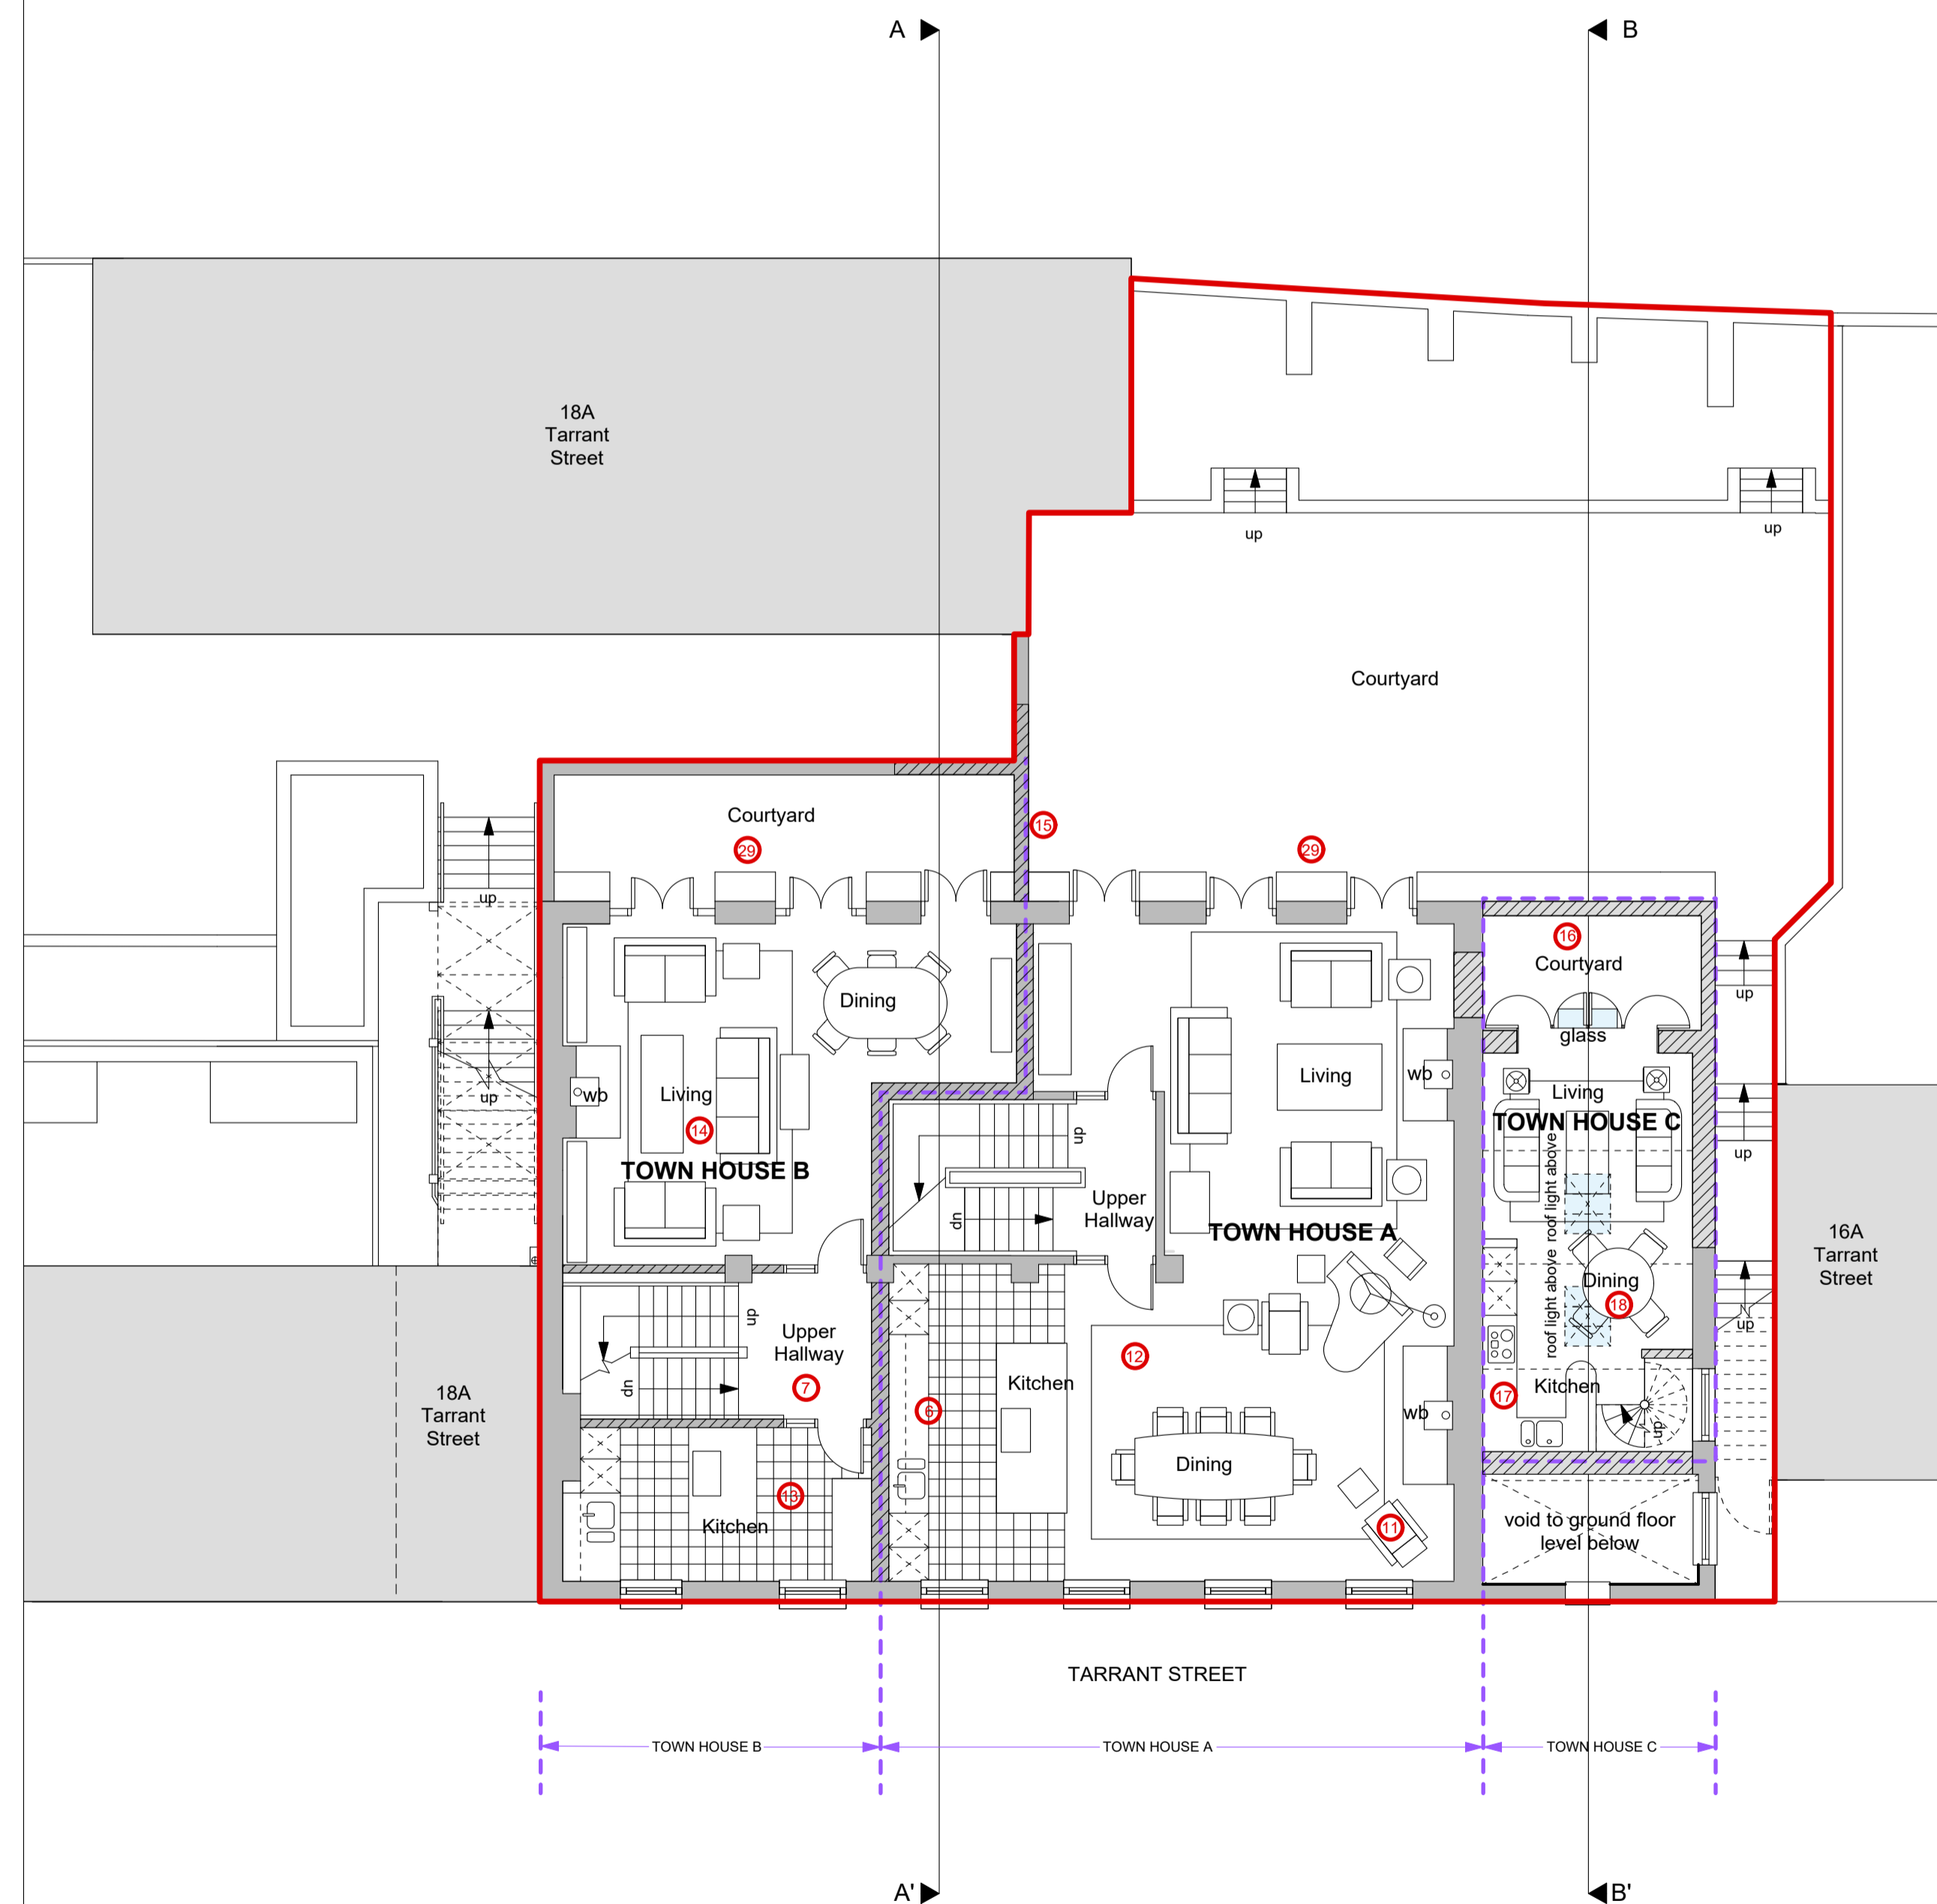 A
B
18A
Tarrant
Street
up
up
Courtyard
Courtyard
29
15
29
up
16
Courtyard
up
glass
Dining
Living
wb
Living
wb
Living
up
14
TOWN HOUSE B
dn
TOWN HOUSE C
up
Upper
Hallway
up
TOWN HOUSE A
roof light above
roof light above
16A
Tarrant
Street
Dining
18
up
dn
Upper
Hallway
12
up
7
Kitchen
Kitchen
17
18A
Tarrant
Street
6
wb
up
Dining
13
Kitchen
11
void to ground floor
level below
TARRANT STREET
TOWN HOUSE B
TOWN HOUSE A
TOWN HOUSE C
A'
B'